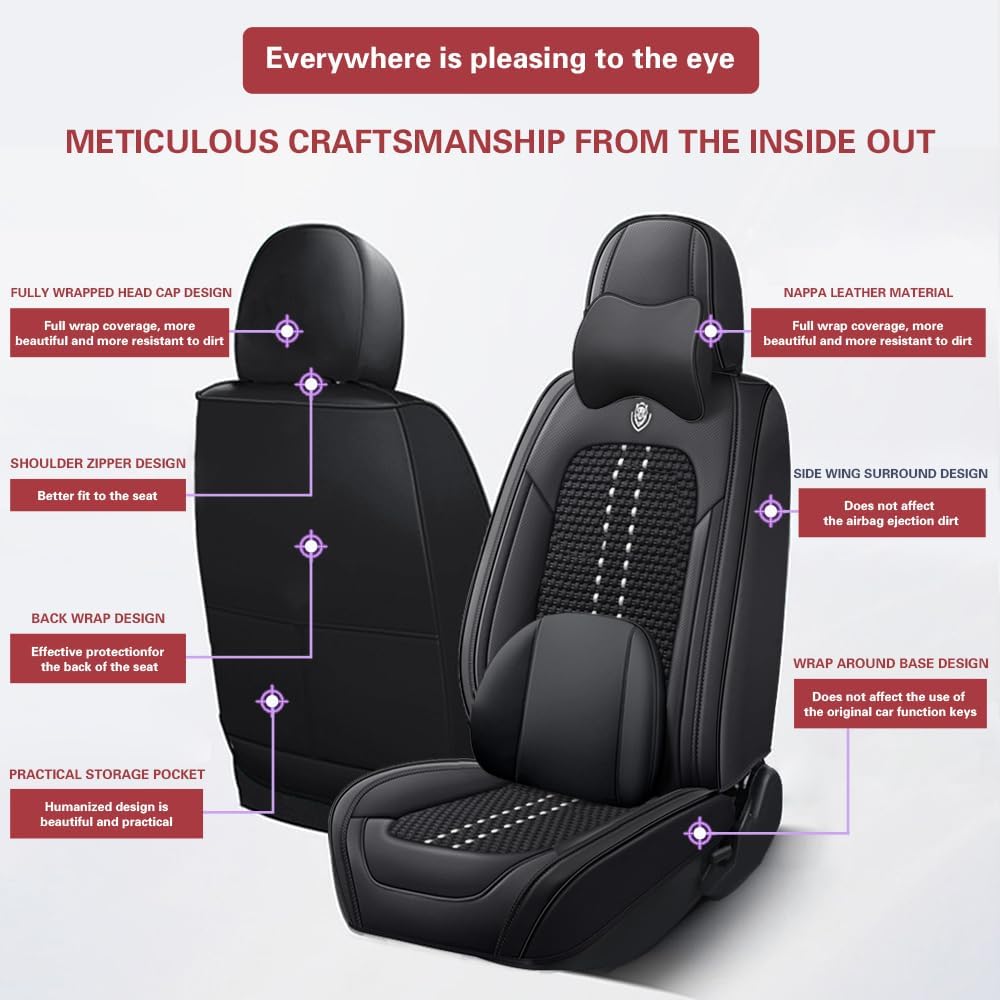 Everywhere is pleasing to the eye
METICULOUS CRAFTSMANSHIP FROM THE INSIDE OUT
FULLY WRAPPED HEAD CAP DESIGN
Full wrap coverage, more
beautiful and more resistant to dirt
SHOULDER ZIPPER DESIGN
Better fit to the seat
BACK WRAP DESIGN
Effective protectionfor
the back of the seat
PRACTICAL STORAGE POCKET
Humanized design is
beautiful and practical
NAPPA LEATHER MATERIAL
Full wrap coverage, more
beautiful and more resistant to dirt
SIDE WING SURROUND DESIGN
Does not affect
the airbag ejection dirt
WRAP AROUND BASE DESIGN
Does not affect the use of
the original car function keys